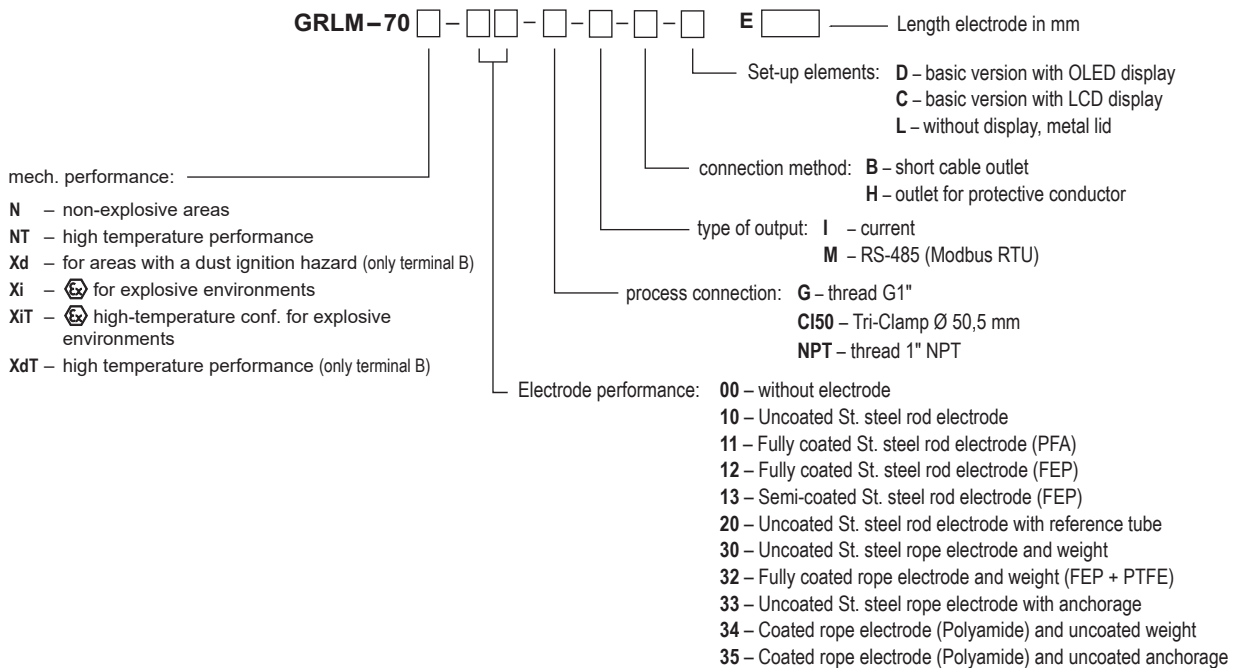 GRLM–70 □ – □□ – □ – □ – □ – □ E □ Length electrode in mm
Set-up elements: D – basic version with OLED display
C – basic version with LCD display
L – without display, metal lid
connection method: B – short cable outlet
H – outlet for protective conductor
type of output: I – current
M – RS-485 (Modbus RTU)
process connection: G – thread G1"
Cl50 – Tri-Clamp Ø 50,5 mm
NPT – thread 1" NPT
mech. performance:
N – non-explosive areas
NT – high temperature performance
Xd – for areas with a dust ignition hazard (only terminal B)
Xi – Ex for explosive environments
XiT – Ex high-temperature conf. for explosive
environments
XdT – high temperature performance (only terminal B)
Electrode performance: 00 – without electrode
10 – Uncoated St. steel rod electrode
11 – Fully coated St. steel rod electrode (PFA)
12 – Fully coated St. steel rod electrode (FEP)
13 – Semi-coated St. steel rod electrode (FEP)
20 – Uncoated St. steel rod electrode with reference tube
30 – Uncoated St. steel rope electrode and weight
32 – Fully coated rope electrode and weight (FEP + PTFE)
33 – Uncoated St. steel rope electrode with anchorage
34 – Coated rope electrode (Polyamide) and uncoated weight
35 – Coated rope electrode (Polyamide) and uncoated anchorage